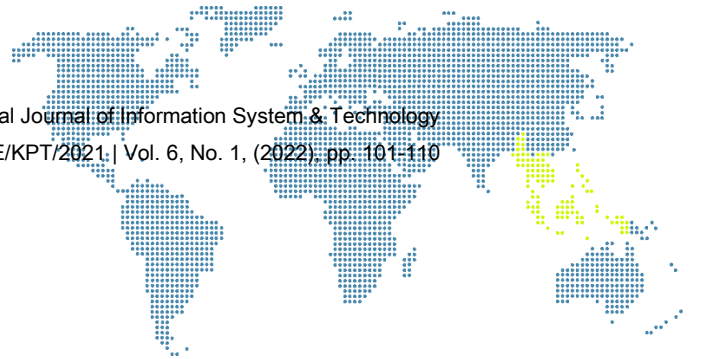 al Journal of Information System & Technology
E/KPT/2021 | Vol. 6, No. 1, (2022), pp. 101-110